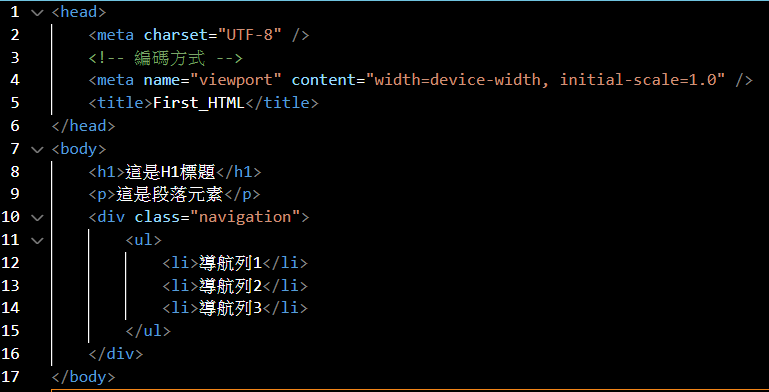 1 <head>
2 <meta charset="UTF-8" />
3 <!-- 編碼方式 -->
4 <meta name="viewport" content="width=device-width, initial-scale=1.0" />
5 <title>First_HTML</title>
6 </head>
7 <body>
8 <h1>這是H1標題</h1>
9 <p>這是段落元素</p>
10 <div class="navigation">
11 <ul>
12 <li>導航列1</li>
13 <li>導航列2</li>
14 <li>導航列3</li>
15 </ul>
16 </div>
17 </body>